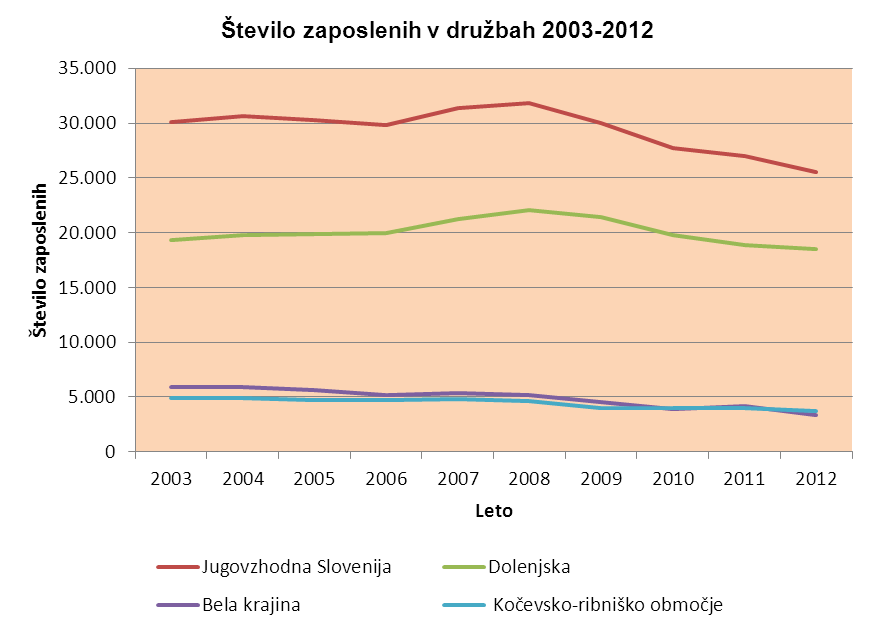 Število zaposlenih v družbah 2003-2012
35.000
30.000
25.000
20.000
15.000
10.000
5.000
0
Število zaposlenih
2003 2004 2005 2006 2007 2008 2009 2010 2011 2012
Leto
Jugovzhodna Slovenija Dolenjska
Bela krajina Kočevsko-ribniško območje